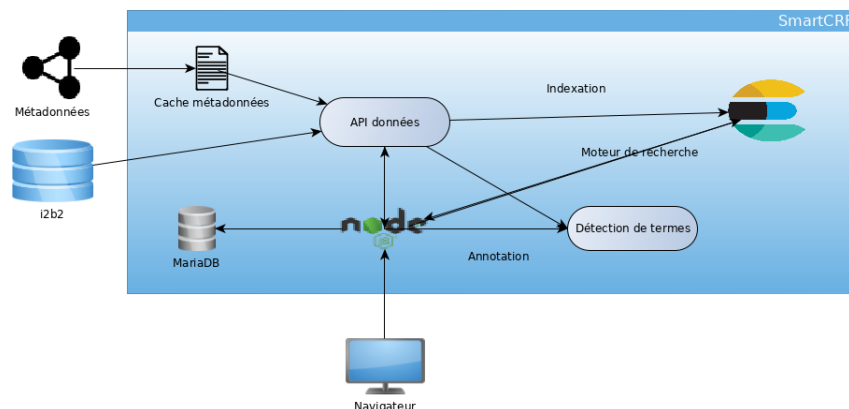 SmartCRF
Métadonnées
Cache métadonnées
Indexation
API données
Moteur de recherche
i2b2
node
MariaDB
Annotation
Détection de termes
Navigateur